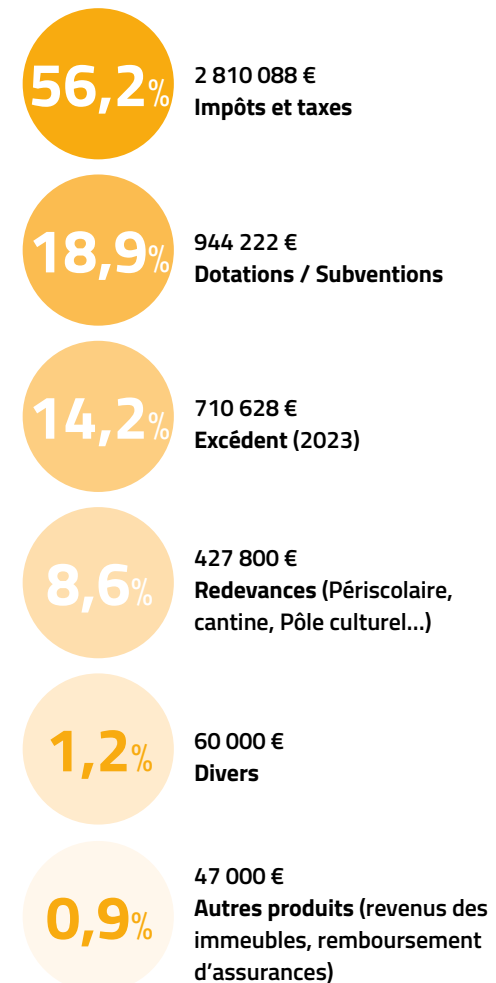 56,2%
2 810 088 €
Impôts et taxes
18,9%
944 222 €
Dotations / Subventions
14,2%
710 628 €
Excédent (2023)
8,6%
427 800 €
Redevances (Périscolaire,
cantine, Pôle culturel...)
1,2%
60 000 €
Divers
0,9%
47 000 €
Autres produits (revenus des
immeubles, remboursement
d’assurances)